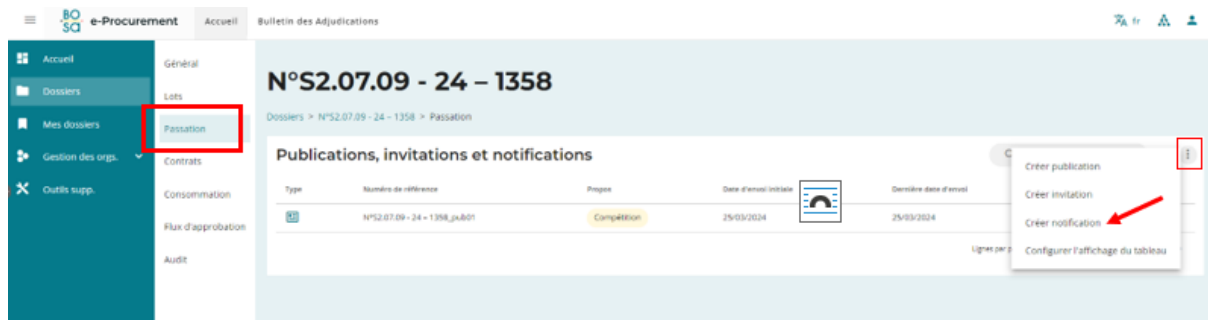 BOSA e-Procurement Accueil Bulletin des Adjudications fr
Accueil
Dossiers
Mes dossiers
Gestion des orgs.
Outils supp.
Général
Lots
Passation
Contrats
Consommation
Flux d'approbation
Audit
N°S2.07.09 - 24 – 1358
Dossiers > N°S2.07.09 - 24 – 1358 > Passation
Publications, invitations et notifications
Type Numéro de référence Propos Date d'envoi initiale Dernière date d'envoi
N°S2.07.09 - 24 – 1358_pub01 Compétition 25/03/2024 25/03/2024
Lignes par
Créer publication
Créer invitation
Créer notification
Configurer l'affichage du tableau